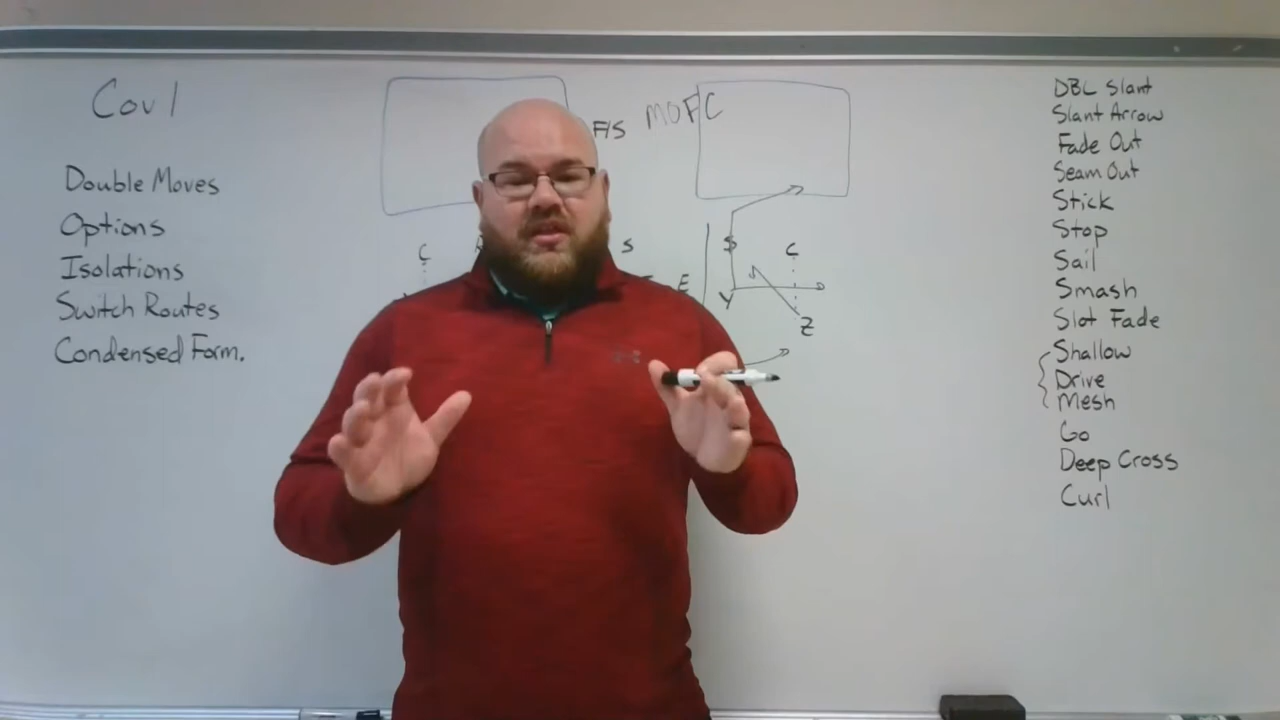 Cov 1
Double Moves
Options
Isolations
Switch Routes
Condensed Form.
F/S
MOFC
C
S
E
S
C
Y
Z
DBL Slant
Slant Arrow
Fade Out
Seam Out
Stick
Stop
Sail
Smash
Slot Fade
Shallow
Drive
Mesh
Go
Deep Cross
Curl